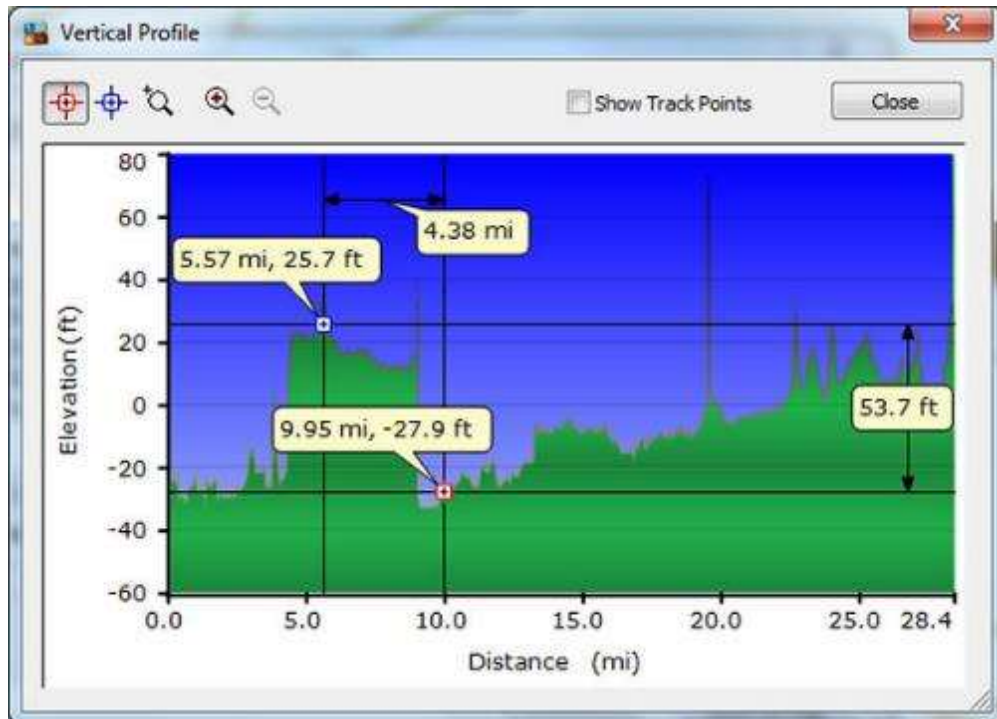 Vertical Profile
Show Track Points
Close
80
60
40
20
0
-20
-40
-60
Elevation (ft)
4.38 mi
5.57 mi, 25.7 ft
9.95 mi, -27.9 ft
53.7 ft
0.0 5.0 10.0 15.0 20.0 25.0 28.4
Distance (mi)